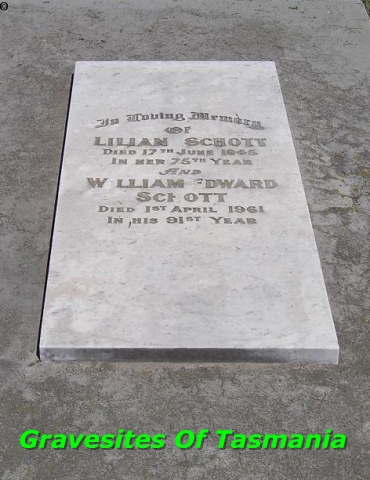 In Loving Memory
Of
LILIAN SCHOTT
DIED 17TH JUNE 1945
IN HER 75TH YEAR
AND
WILLIAM EDWARD
SCHOTT
DIED 1ST APRIL 1961
IN HIS 91ST YEAR
Gravesites Of Tasmania